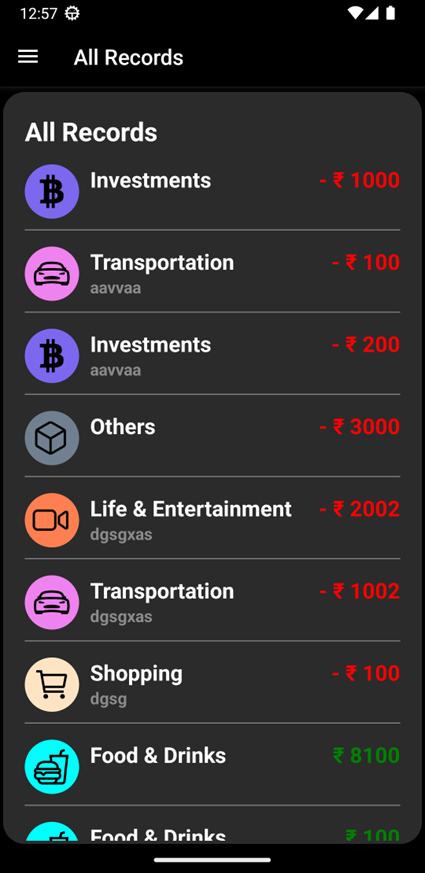 12:57
All Records
All Records
Investments - ₹ 1000
Transportation - ₹ 100
aavvaa
Investments - ₹ 200
aavvaa
Others - ₹ 3000
Life & Entertainment - ₹ 2002
dgsgxas
Transportation - ₹ 1002
dgsgxas
Shopping - ₹ 100
dgsg
Food & Drinks ₹ 8100
Food & Drinks ₹ 100